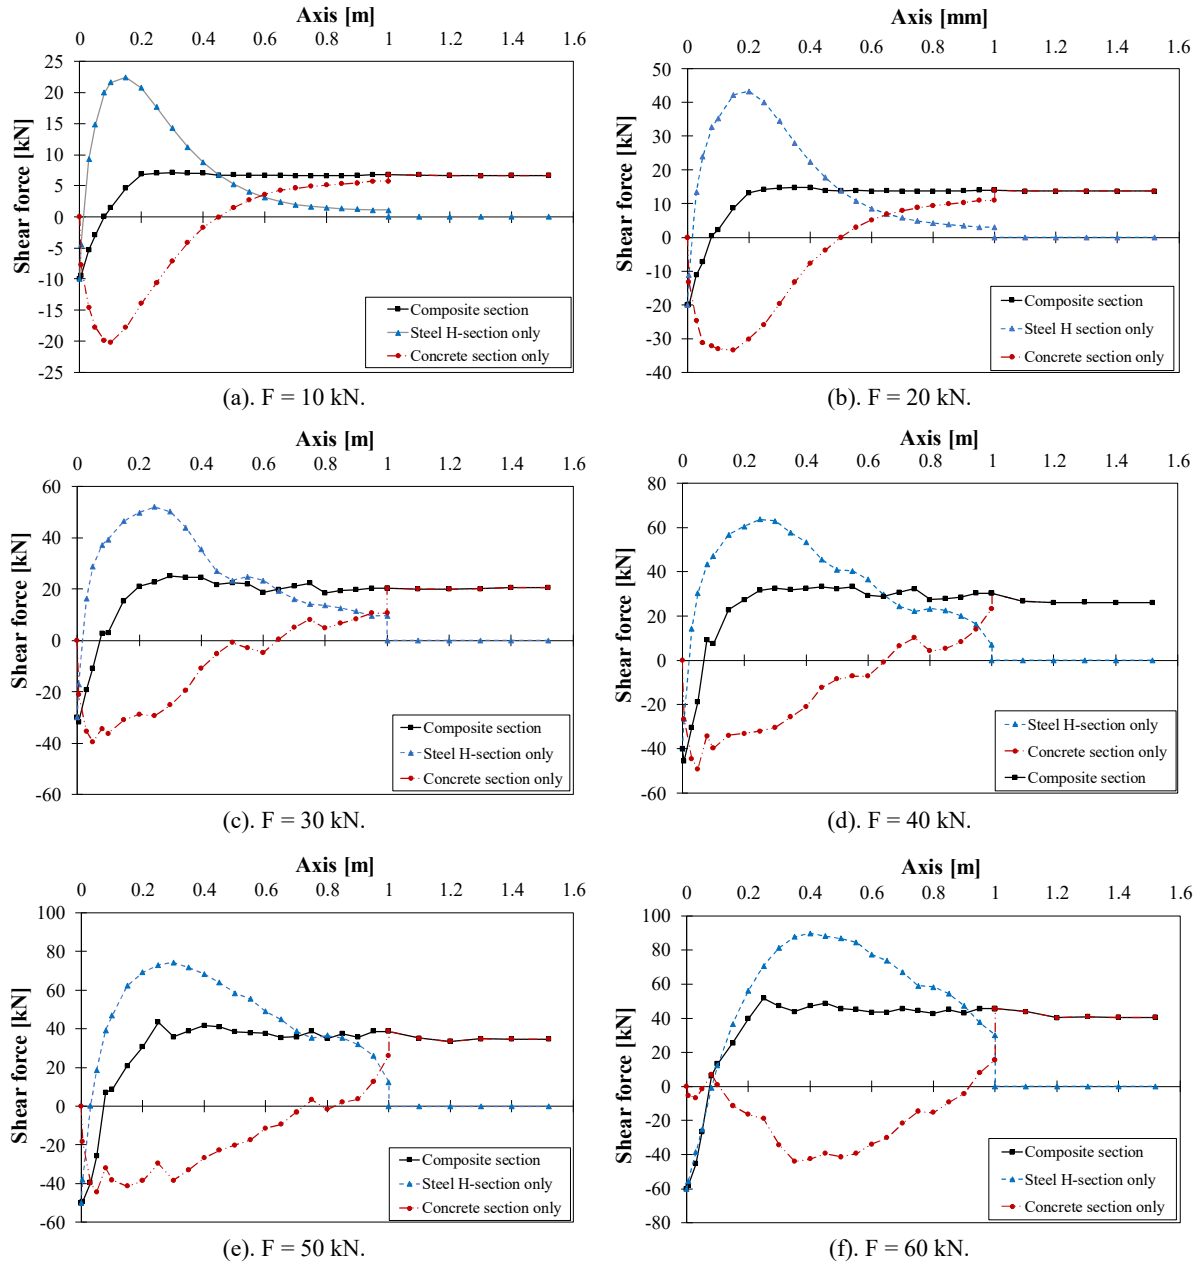 Axis [m]
0 0.2 0.4 0.6 0.8 1 1.2 1.4 1.6
Shear force [kN]
25
20
15
10
5
0
-5
-10
-15
-20
-25
Composite section
Steel H-section only
Concrete section only
(a). F = 10 kN.
Axis [mm]
0 0.2 0.4 0.6 0.8 1 1.2 1.4 1.6
Shear force [kN]
50
40
30
20
10
0
-10
-20
-30
-40
Composite section
Steel H section only
Concrete section only
(b). F = 20 kN.
Axis [m]
0 0.2 0.4 0.6 0.8 1 1.2 1.4 1.6
Shear force [kN]
60
40
20
0
-20
-40
-60
Composite section
Steel H-section only
Concrete section only
(c). F = 30 kN.
Axis [m]
0 0.2 0.4 0.6 0.8 1 1.2 1.4 1.6
Shear force [kN]
80
60
40
20
0
-20
-40
-60
Steel H-section only
Concrete section only
Composite section
(d). F = 40 kN.
Axis [m]
0 0.2 0.4 0.6 0.8 1 1.2 1.4 1.6
Shear force [kN]
100
80
60
40
20
0
-20
-40
-60
Composite section
Steel H-section only
Concrete section only
(e). F = 50 kN.
Axis [m]
0 0.2 0.4 0.6 0.8 1 1.2 1.4 1.6
Shear force [kN]
100
80
60
40
20
0
-20
-40
-60
-80
Composite section
Steel H-section only
Concrete section only
(f). F = 60 kN.